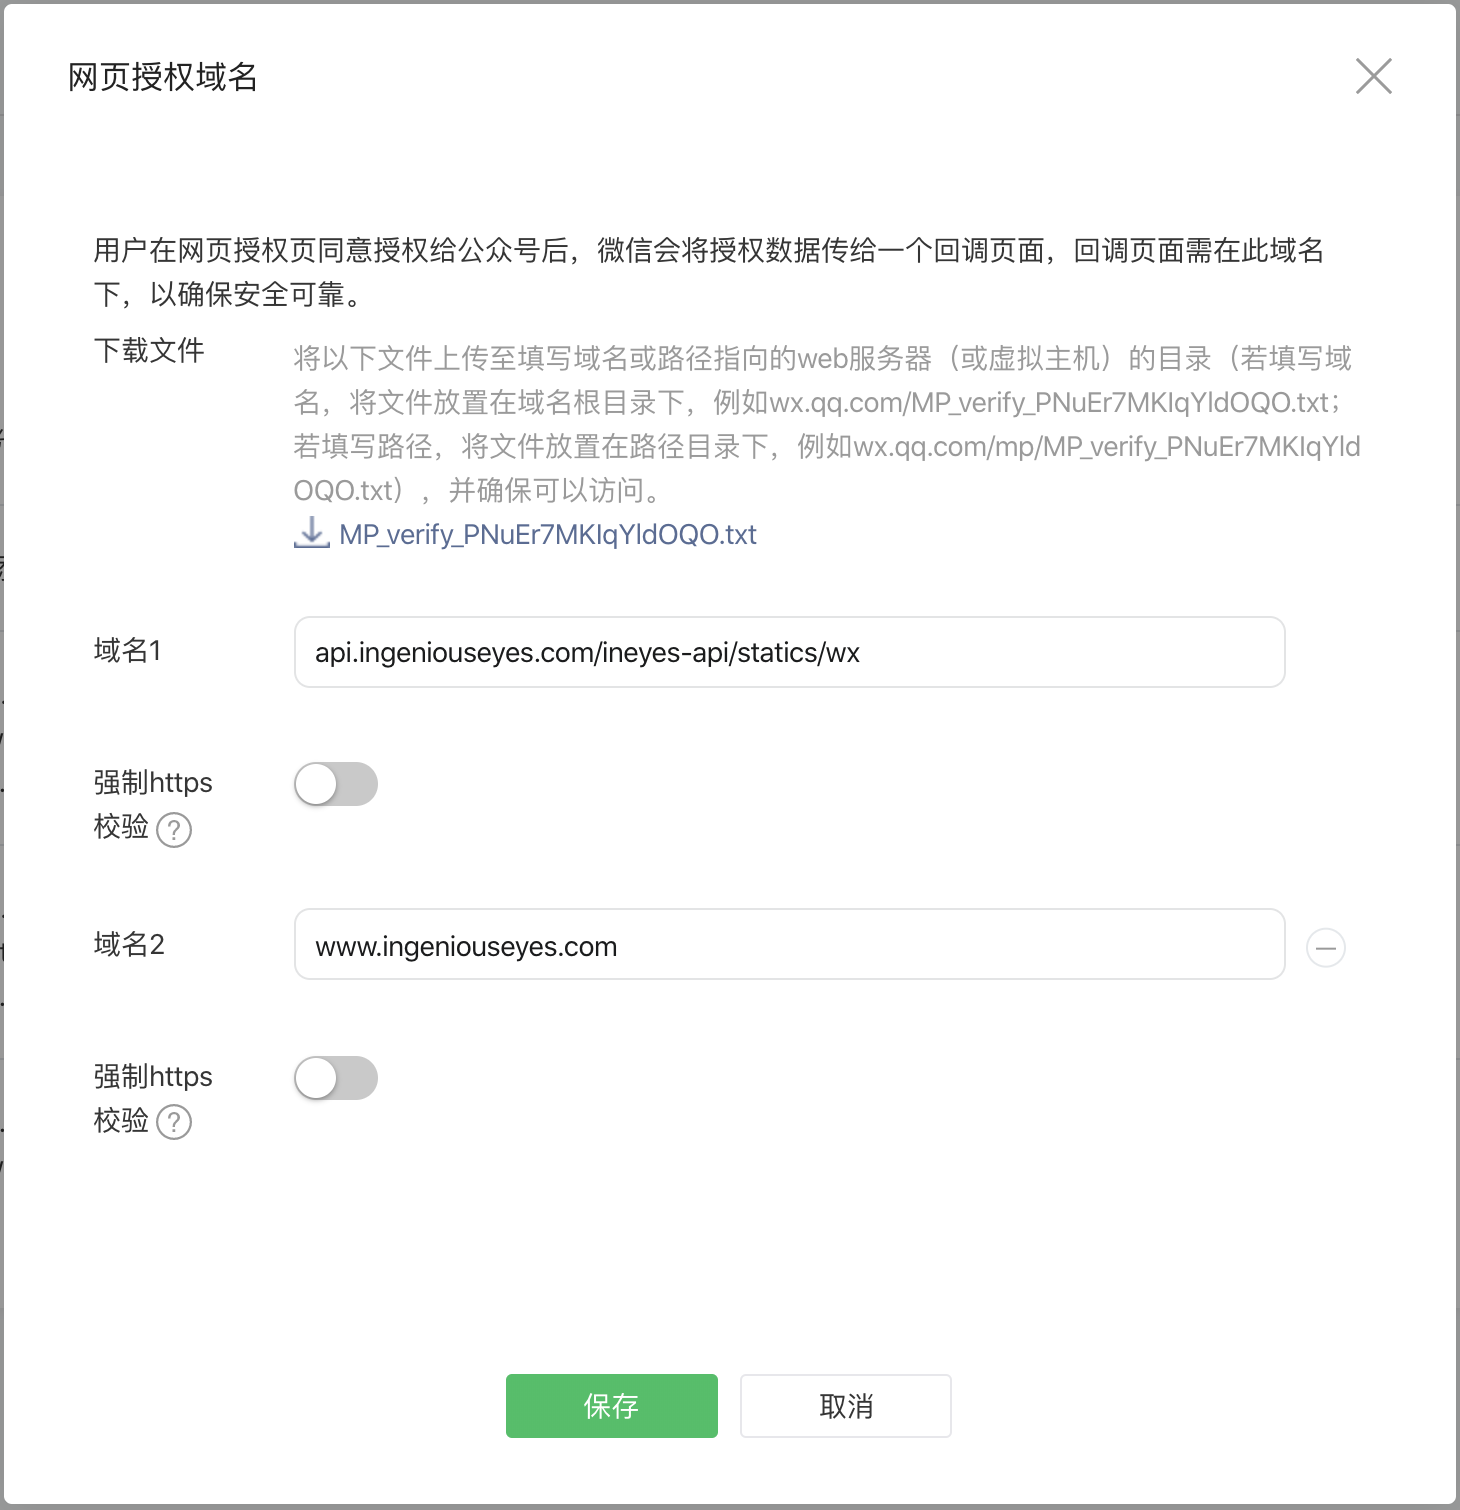 网页授权域名
用户在网页授权页同意授权给公众号后，微信会将授权数据传给一个回调页面，回调页面需在此域名
下，以确保安全可靠。
下载文件
将以下文件上传至填写域名或路径指向的web服务器（或虚拟主机）的目录（若填写域
名，将文件放置在域名根目录下，例如wx.qq.com/MP_verify_PNuEr7MKIqYldOQO.txt；
若填写路径，将文件放置在路径目录下，例如wx.qq.com/mp/MP_verify_PNuEr7MKIqYld
OQO.txt），并确保可以访问。
MP_verify_PNuEr7MKIqYldOQO.txt
域名1
api.ingeniouseyes.com/ineyes-api/statics/wx
强制https
校验 ?
域名2
www.ingeniouseyes.com
强制https
校验 ?
保存
取消